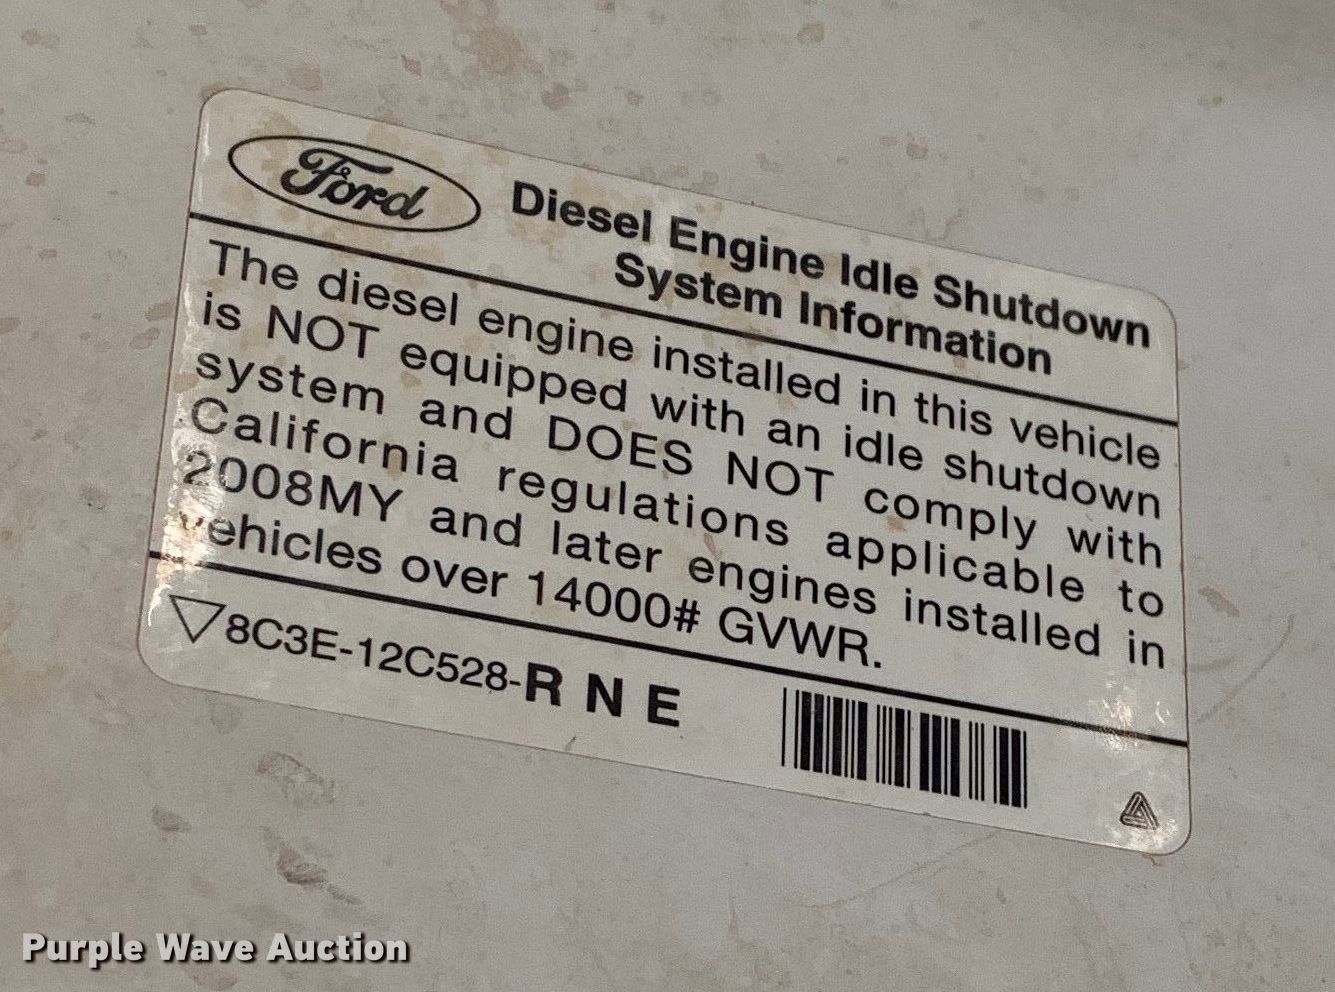 Ford
Diesel Engine Idle Shutdown
System Information
The diesel engine installed in this vehicle
is NOT equipped with an idle shutdown
system and DOES NOT comply with
California regulations applicable to
2008MY and later engines installed in
vehicles over 14000# GVWR.
8C3E-12C528-R N E
Purple Wave Auction